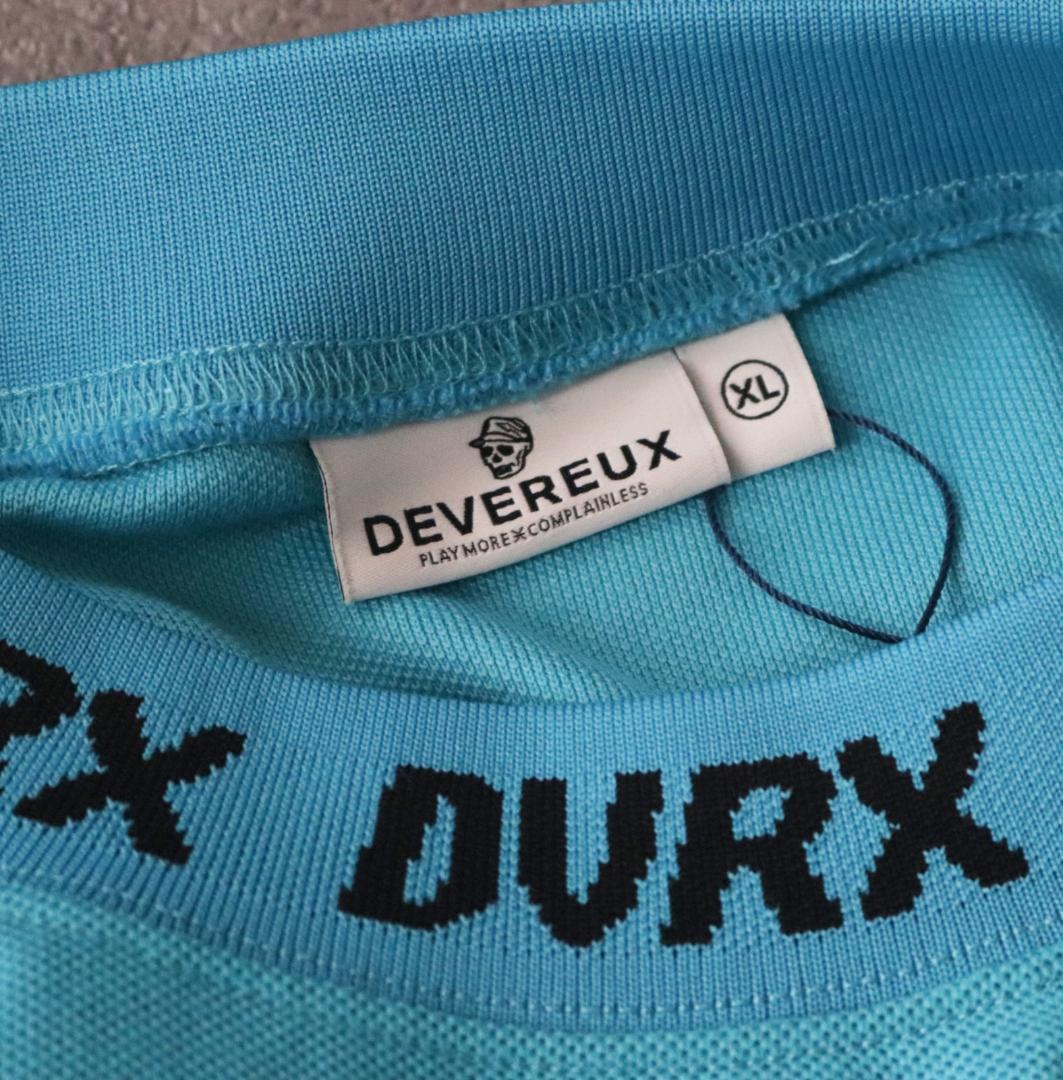 XL
DEVEREUX
PLAY MORE COMPLAIN LESS
RX DVRX